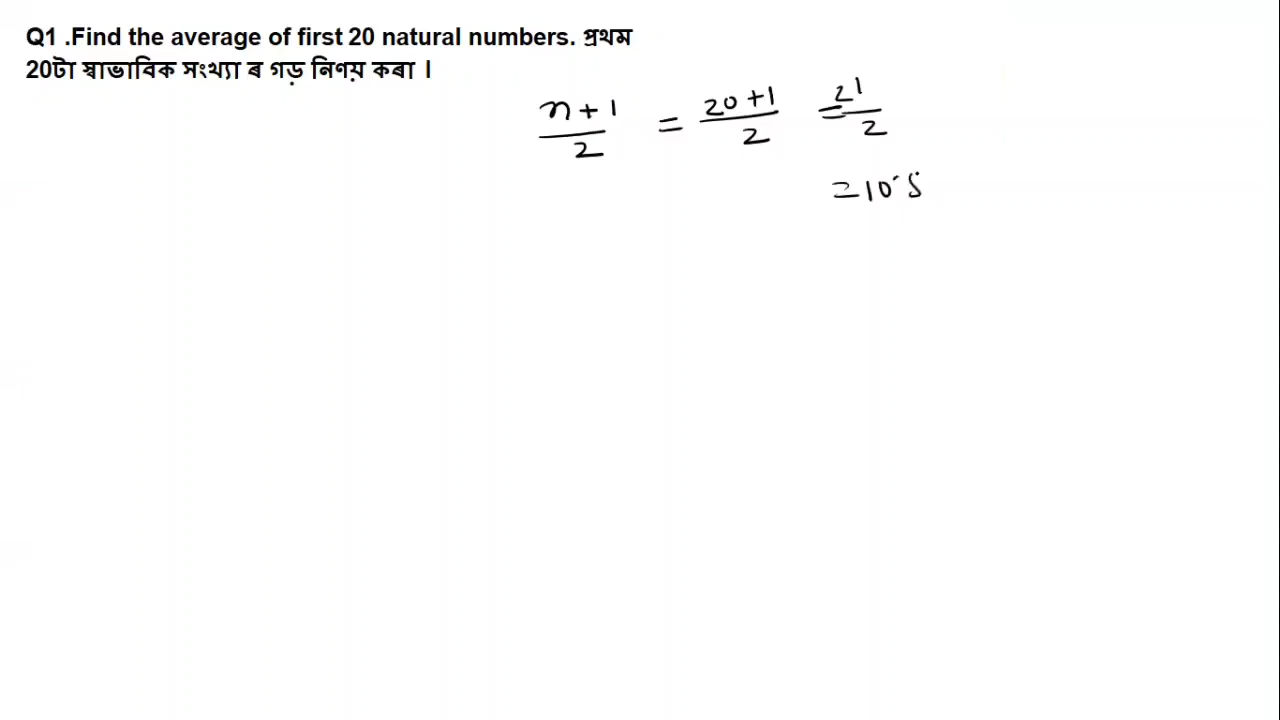 Q1 .Find the average of first 20 natural numbers. প্ৰথম
20টা স্বাভাবিক সংখ্যা ৰ গড় নিণয় কৰা ।
n+1/2 = 20+1/2 = 21/2
=10.5